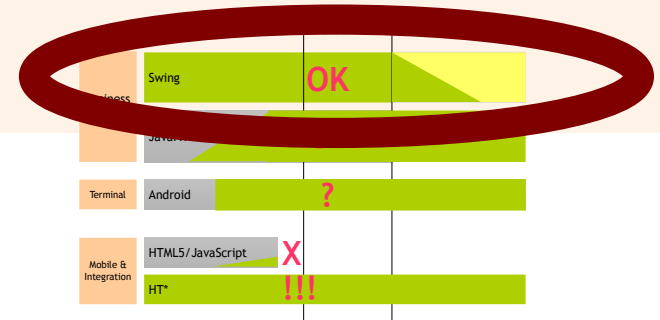 Swing
OK
Terminal
Android
?
Mobile &
Integration
HTML5/JavaScript
X
HT*
!!!